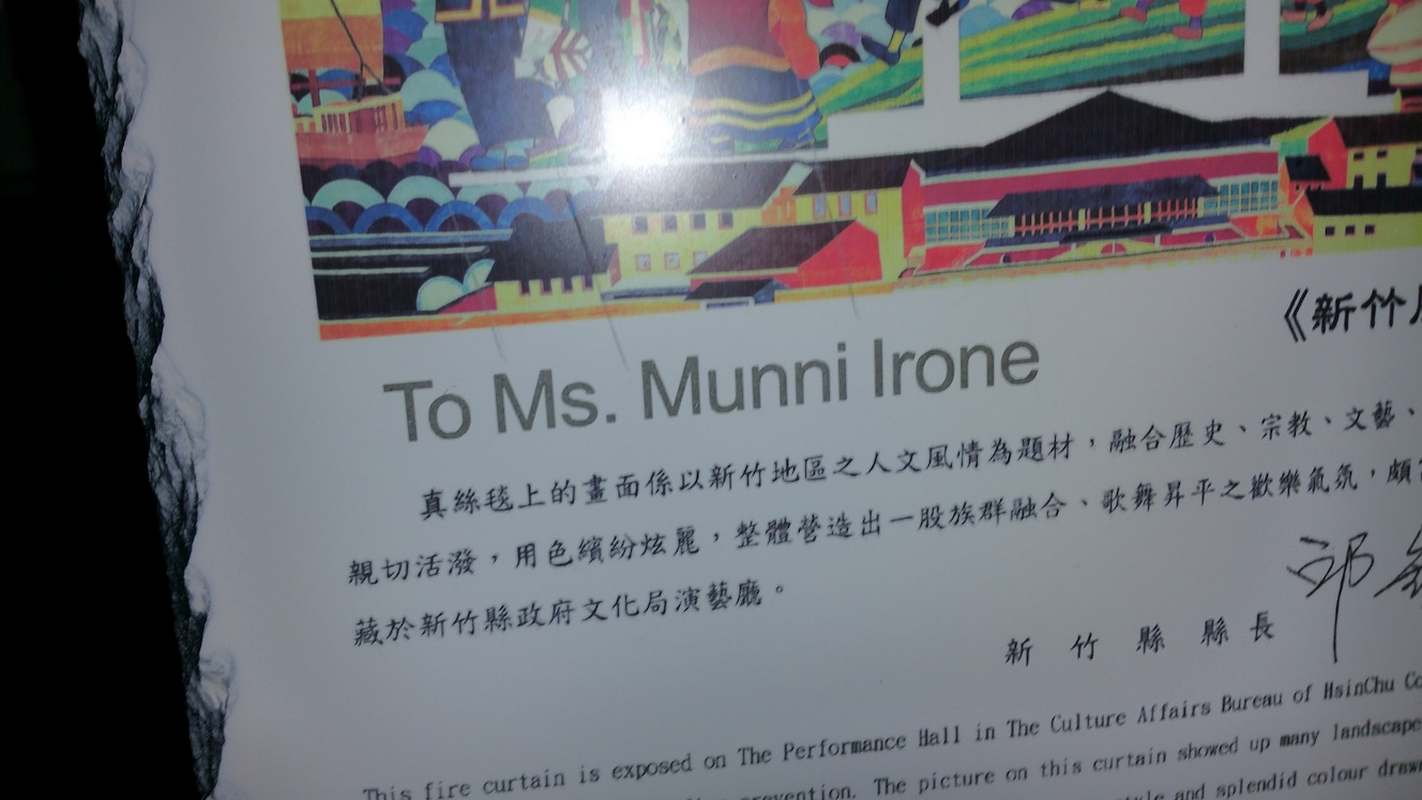 《新竹
To Ms. Munni Irone
真絲毯上的畫面係以新竹地區之人文風情為題材，融合歷史、宗教、文藝、
親切活潑，用色繽紛炫麗，整體營造出一股族群融合、歌舞昇平之歡樂氣氛，頗
藏於新竹縣政府文化局演藝廳。
新竹縣縣長 邱
This fire curtain is exposed on The Performance Hall in The Culture Affairs Bureau of HsinChu Co
prevention. The picture on this curtain showed up many landscape
style and splendid colour draw